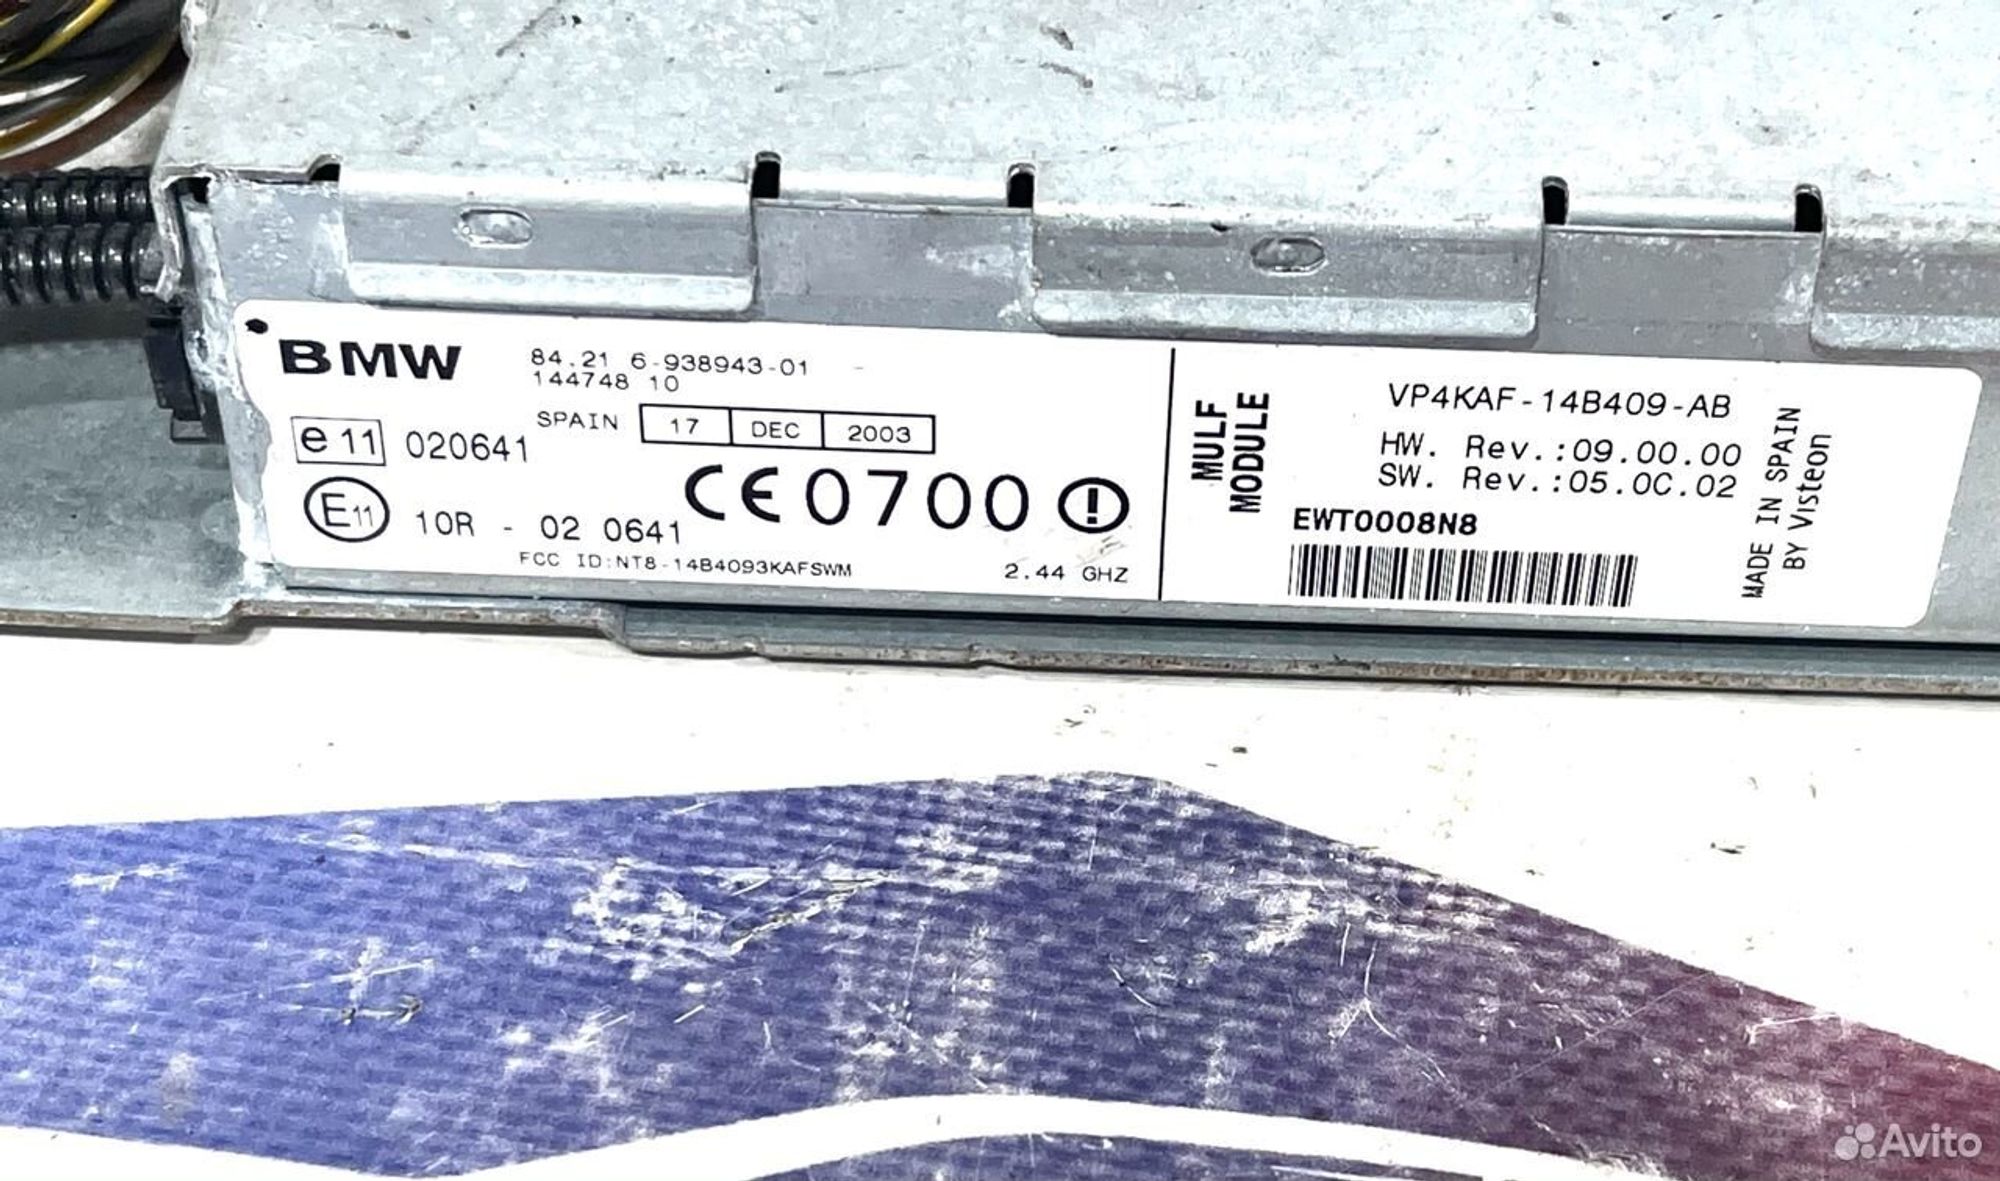 BMW
84.21 6-938943-01
144748 10
SPAIN 17 DEC 2003
e11 020641
CE0700
E11 10R - 02 0641
FCC ID:NT8-14B4093KAFSWM
2.44 GHZ
MULF
MODULE
VP4KAF-14B409-AB
HW. Rev.:09.00.00
SW. Rev.:05.0C.02
EWT0008N8
MADE IN SPAIN
BY Visteon
Avito